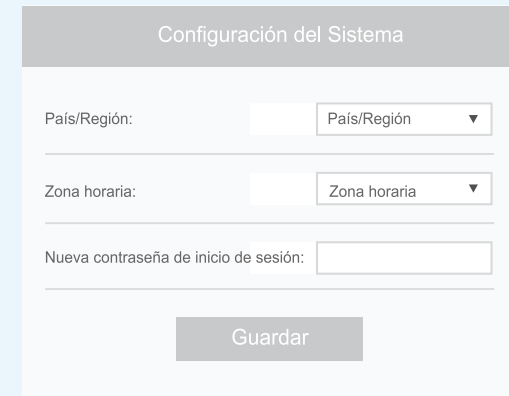 Configuración del Sistema
País/Región: País/Región
Zona horaria: Zona horaria
Nueva contraseña de inicio de sesión:
Guardar